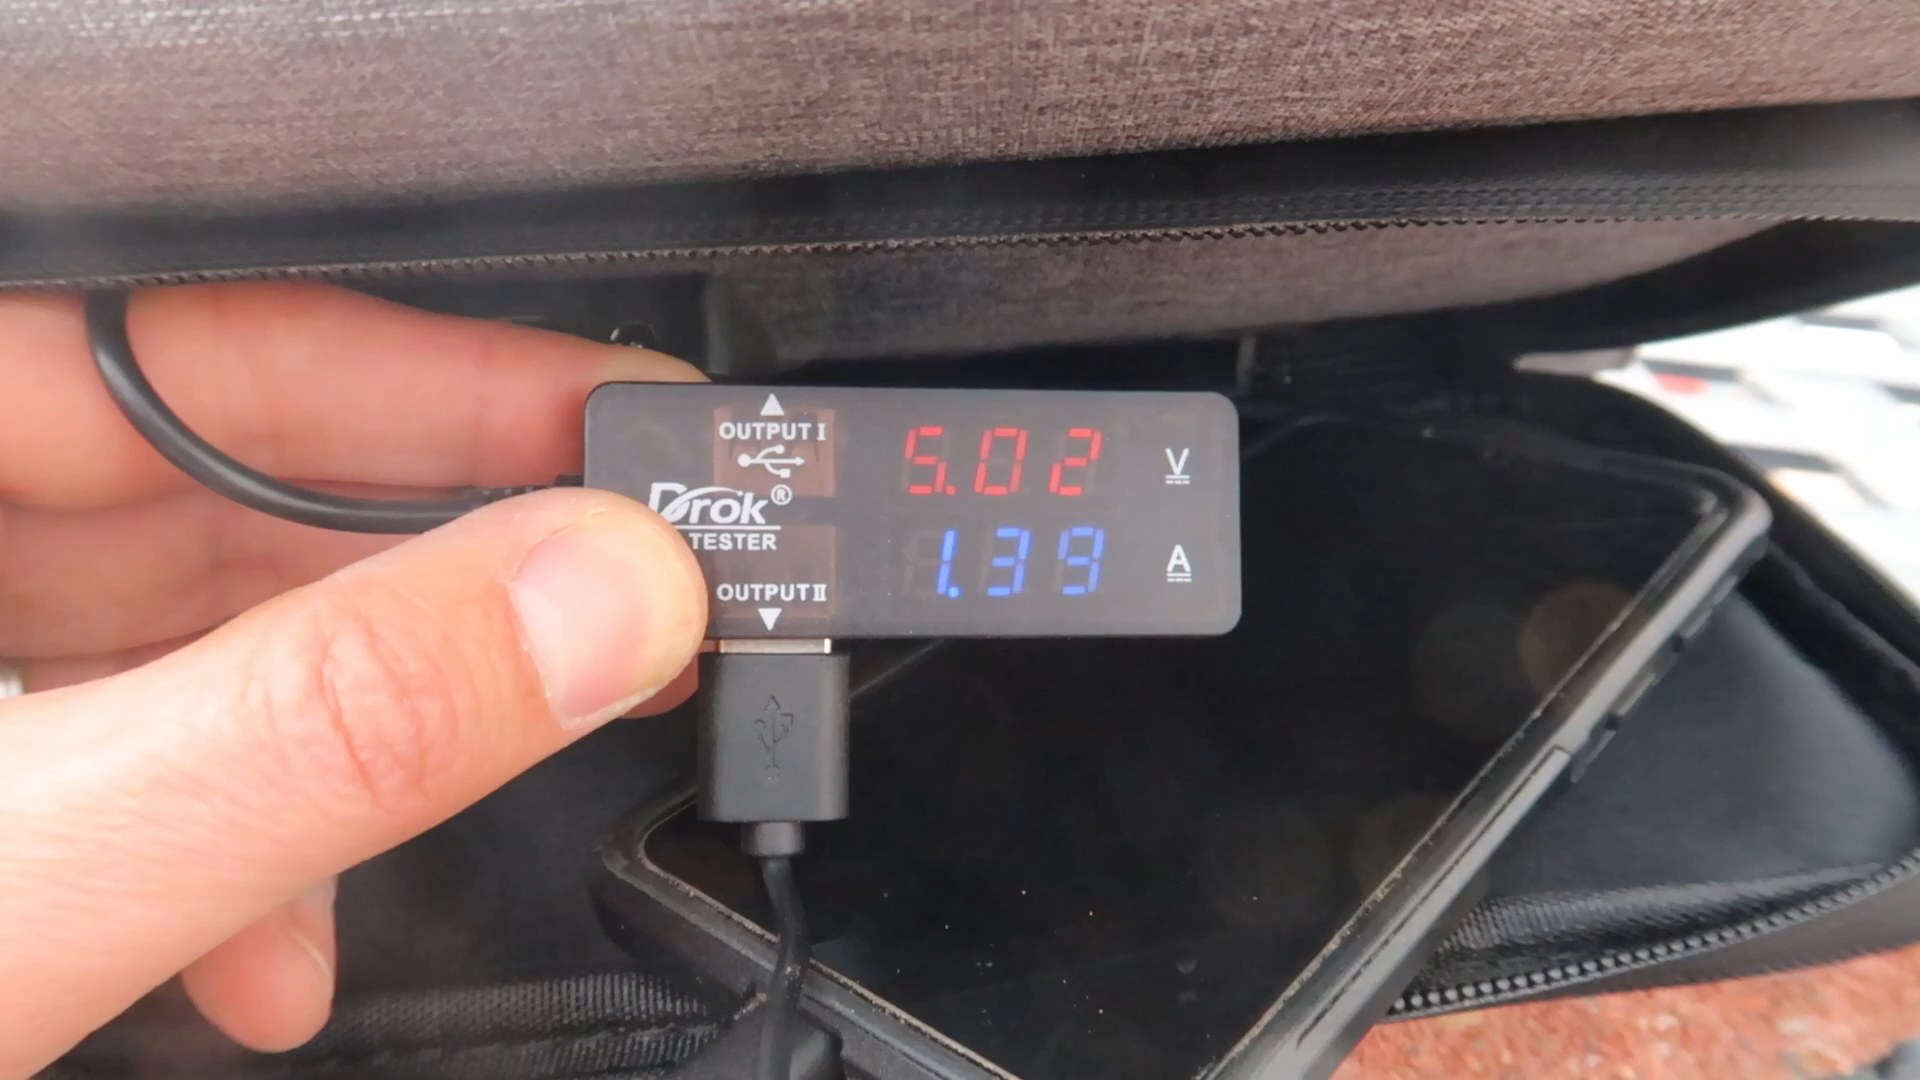 OUTPUT I
5.02 V
Drok®
TESTER
1.39 A
OUTPUT II